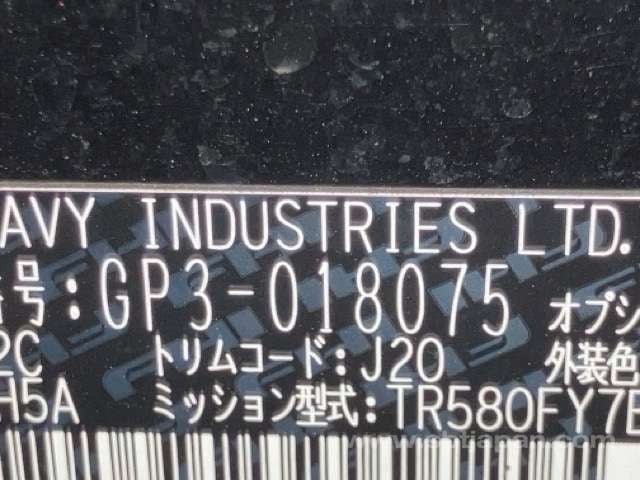 AVY INDUSTRIES LTD.
号:GP3-018075 オプシ
2C トリムコード:J20 外装色
H5A ミッション型式:TR580FY7